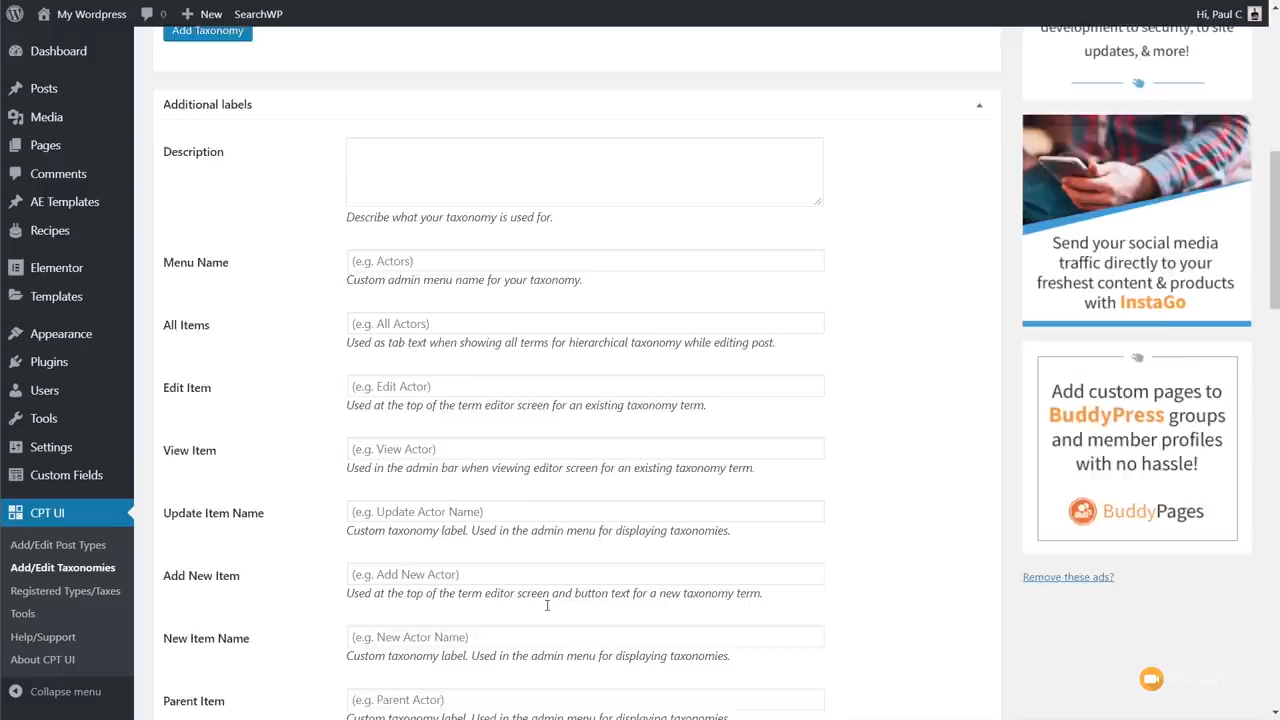 My Wordpress
0
New
SearchWP
Hi, Paul C
Dashboard
Posts
Media
Pages
Comments
AE Templates
Recipes
Elementor
Templates
Appearance
Plugins
Users
Tools
Settings
Custom Fields
CPT UI
Add/Edit Post Types
Add/Edit Taxonomies
Registered Types/Taxes
Tools
Help/Support
About CPT UI
Collapse menu
Add Taxonomy
Additional labels
Description
Describe what your taxonomy is used for.
Menu Name
(e.g. Actors)
Custom admin menu name for your taxonomy.
All Items
(e.g. All Actors)
Used as tab text when showing all terms for hierarchical taxonomy while editing post.
Edit Item
(e.g. Edit Actor)
Used at the top of the term editor screen for an existing taxonomy term.
View Item
(e.g. View Actor)
Used in the admin bar when viewing editor screen for an existing taxonomy term.
Update Item Name
(e.g. Update Actor Name)
Custom taxonomy label. Used in the admin menu for displaying taxonomies.
Add New Item
(e.g. Add New Actor)
Used at the top of the term editor screen and button text for a new taxonomy term.
New Item Name
(e.g. New Actor Name)
Custom taxonomy label. Used in the admin menu for displaying taxonomies.
Parent Item
(e.g. Parent Actor)
Custom taxonomy label. Used in the admin menu for displaying taxonomies.
development to security, to site
updates, & more!
Send your social media
traffic directly to your
freshest content & products
with InstaGo
Add custom pages to
BuddyPress groups
and member profiles
with no hassle!
BuddyPages
Remove these ads?